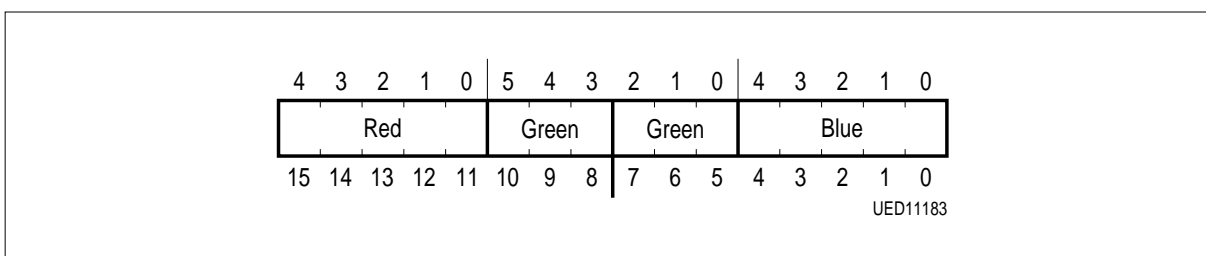 4 3 2 1 0 5 4 3 2 1 0 4 3 2 1 0
Red Green Green Blue
15 14 13 12 11 10 9 8 7 6 5 4 3 2 1 0
UED11183